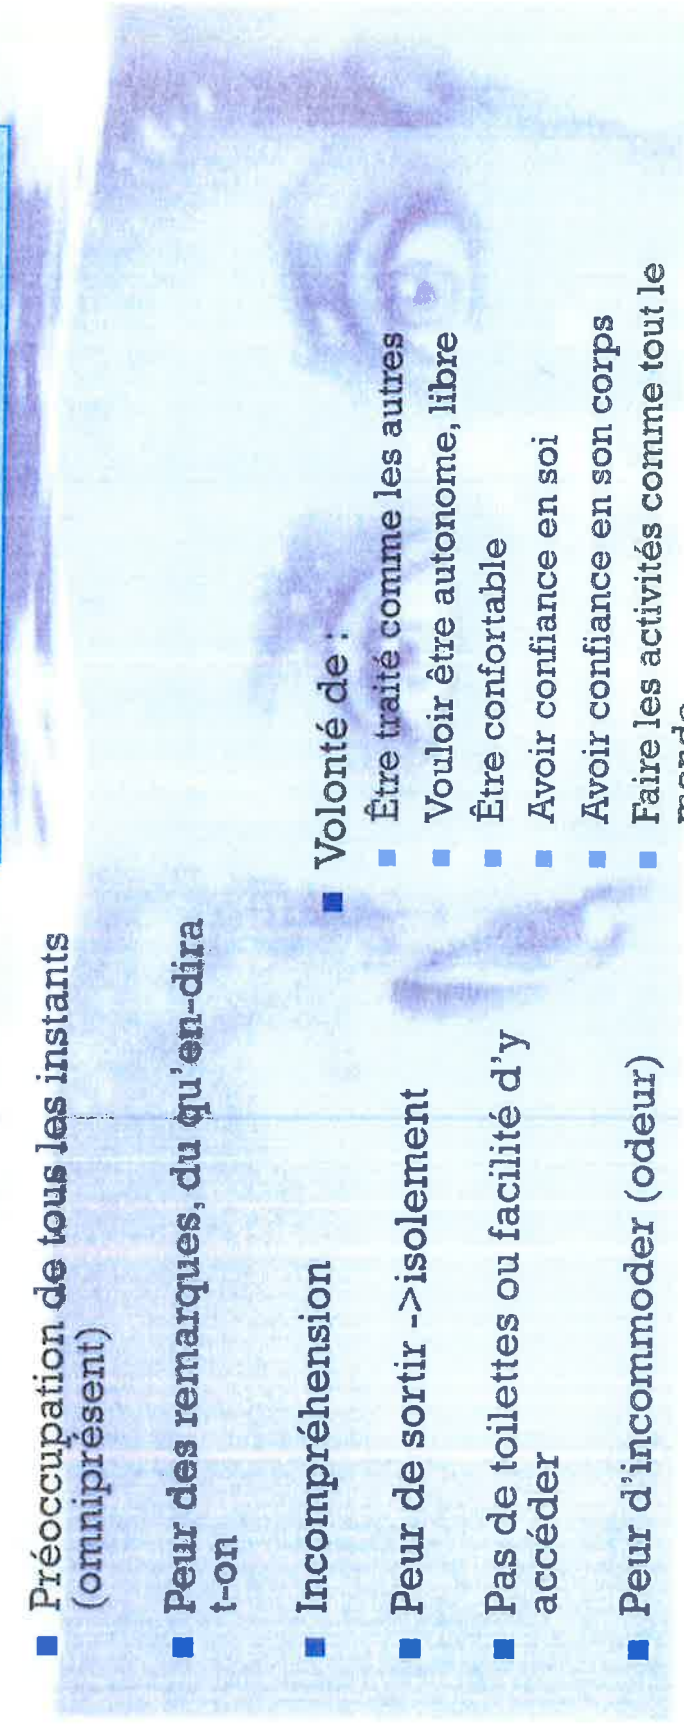 ■ Préoccupation de tous les instants
(omniprésent)
■ Peur des remarques, du qu'en-dira
t-on
■ Incompréhension
■ Peur de sortir ->isolement
■ Pas de toilettes ou facilité d'y
accéder
■ Peur d'incommoder (odeur)
■ Volonté de :
■ Être traité comme les autres
■ Vouloir être autonome, libre
■ Être confortable
■ Avoir confiance en soi
■ Avoir confiance en son corps
■ Faire les activités comme tout le
monde